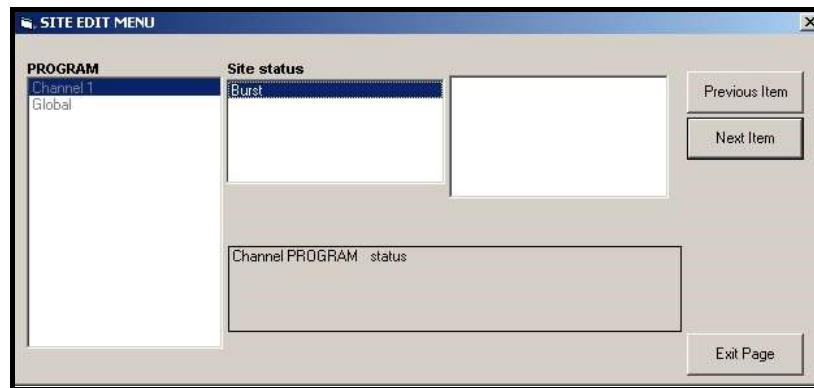 SITE EDIT MENU
PROGRAM
Channel 1
Global
Site status
Burst
Previous Item
Next Item
Channel PROGRAM status
Exit Page